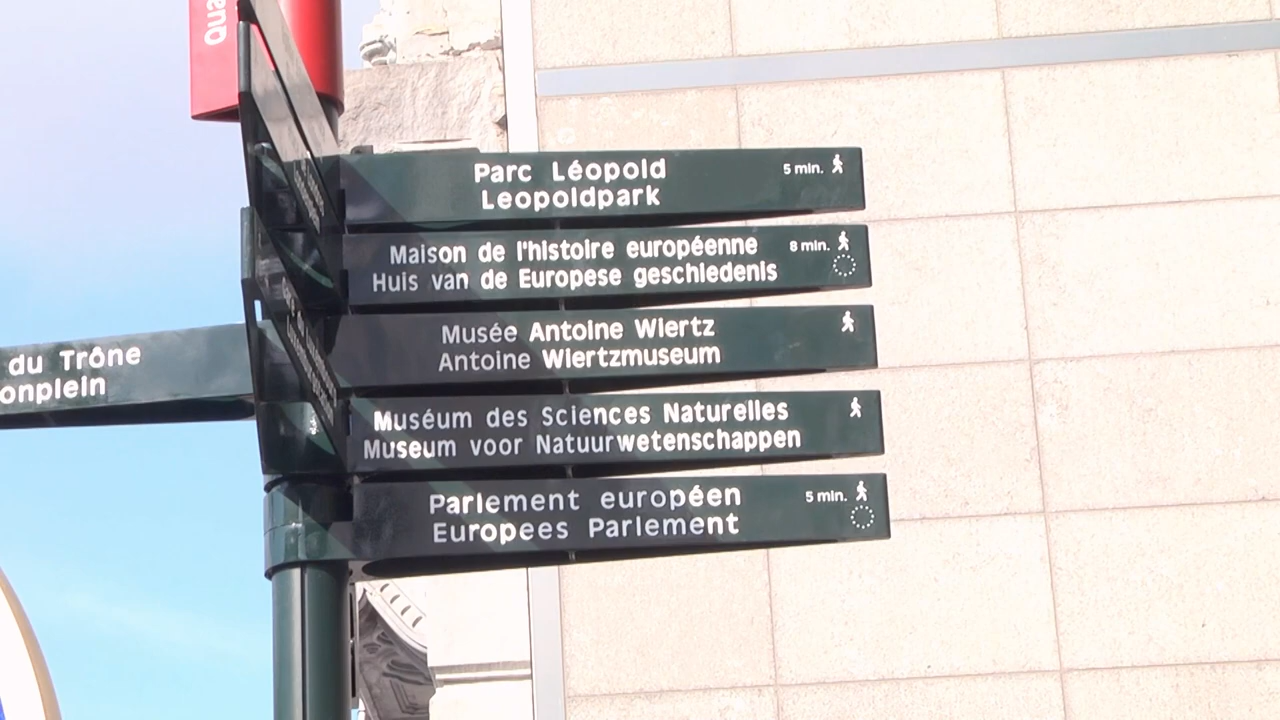 Qua
Parc Léopold
5 min.
Leopoldpark
Maison de l'histoire européenne
8 min.
Huis van de Europese geschiedenis
Musée Antoine Wiertz
Antoine Wiertzmuseum
du Trône
onplein
Muséum des Sciences Naturelles
Museum voor Natuurwetenschappen
Parlement européen
5 min.
Europees Parlement